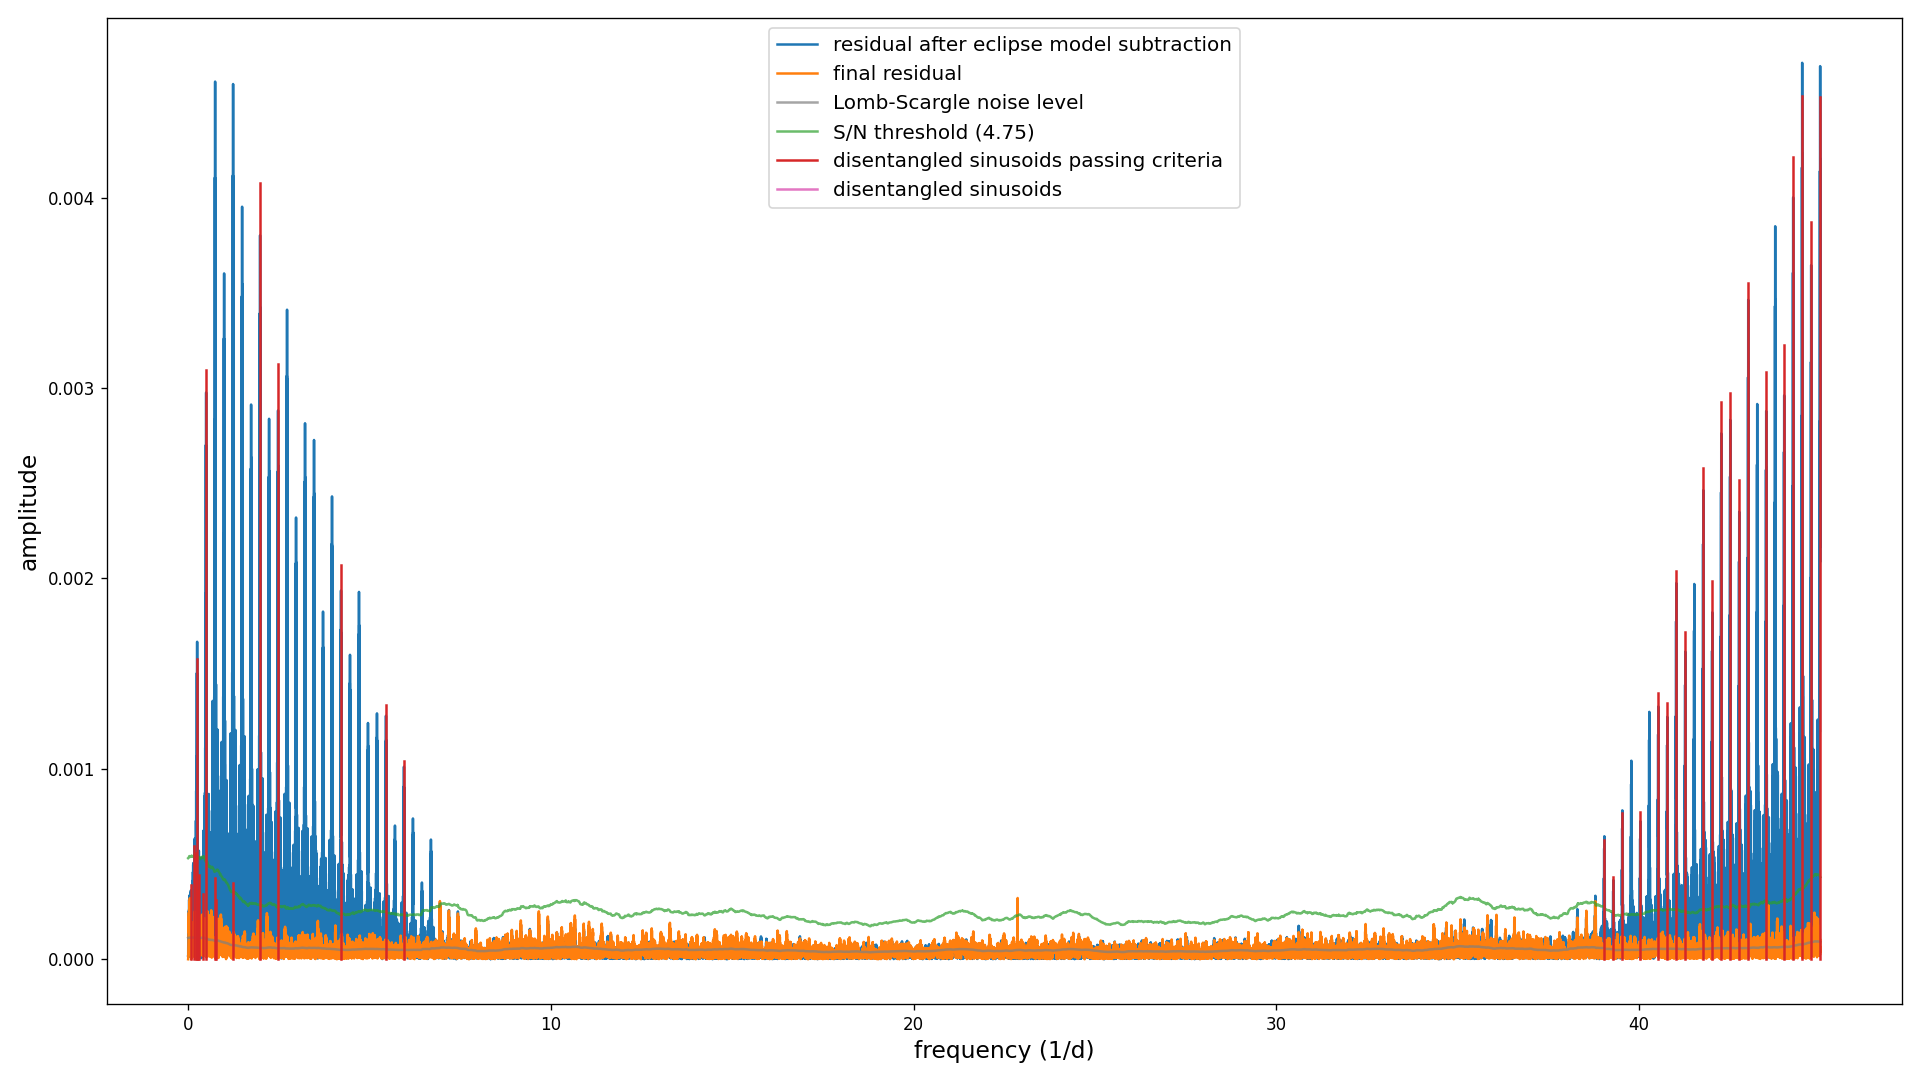 residual after eclipse model subtraction
final residual
Lomb-Scargle noise level
S/N threshold (4.75)
disentangled sinusoids passing criteria
disentangled sinusoids
amplitude
0.004
0.003
0.002
0.001
0.000
0 10 20 30 40
frequency (1/d)